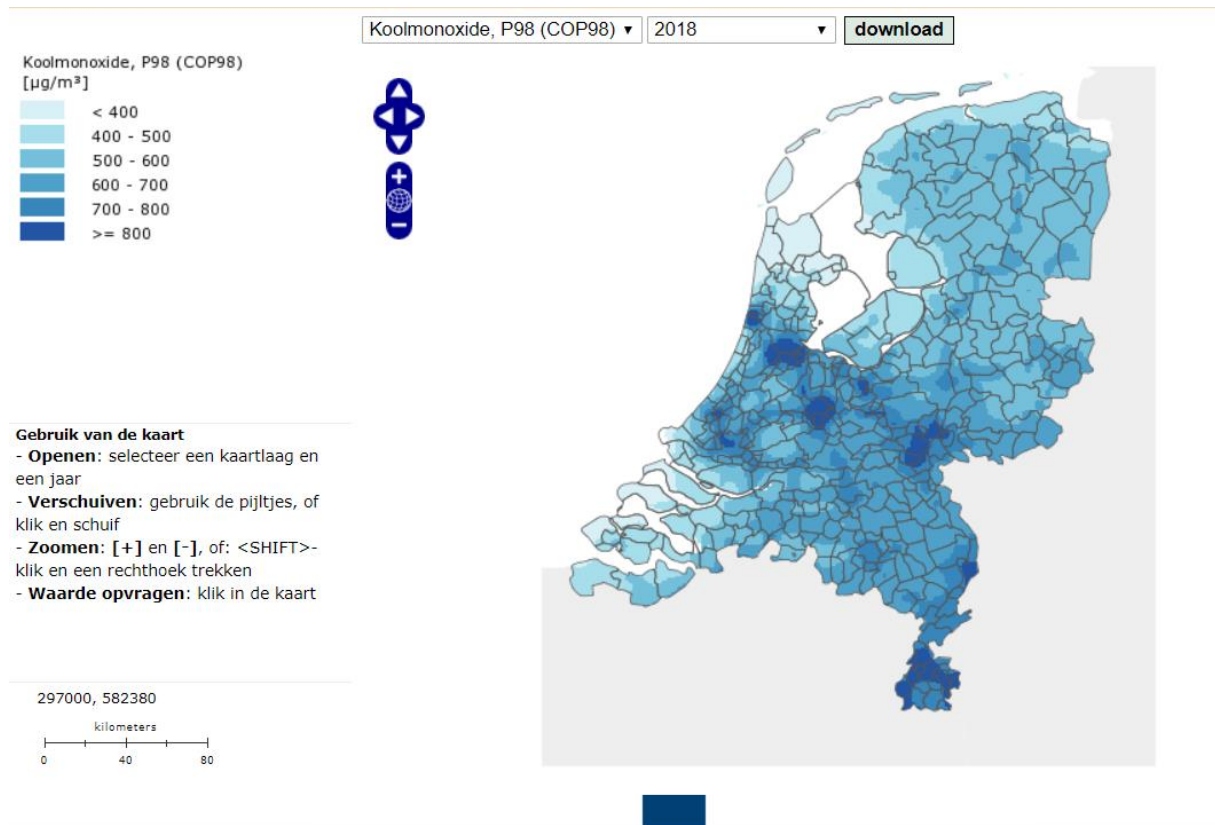 Koolmonoxide, P98 (COP98) 2018 download
Koolmonoxide, P98 (COP98)
[µg/m³]
< 400
400 - 500
500 - 600
600 - 700
700 - 800
>= 800
Gebruik van de kaart
- Openen: selecteer een kaartlaag en
een jaar
- Verschuiven: gebruik de pijltjes, of
klik en schuif
- Zoomen: [+] en [-], of: <SHIFT>-
klik en een rechthoek trekken
- Waarde opvragen: klik in de kaart
297000, 582380
kilometers
0 40 80